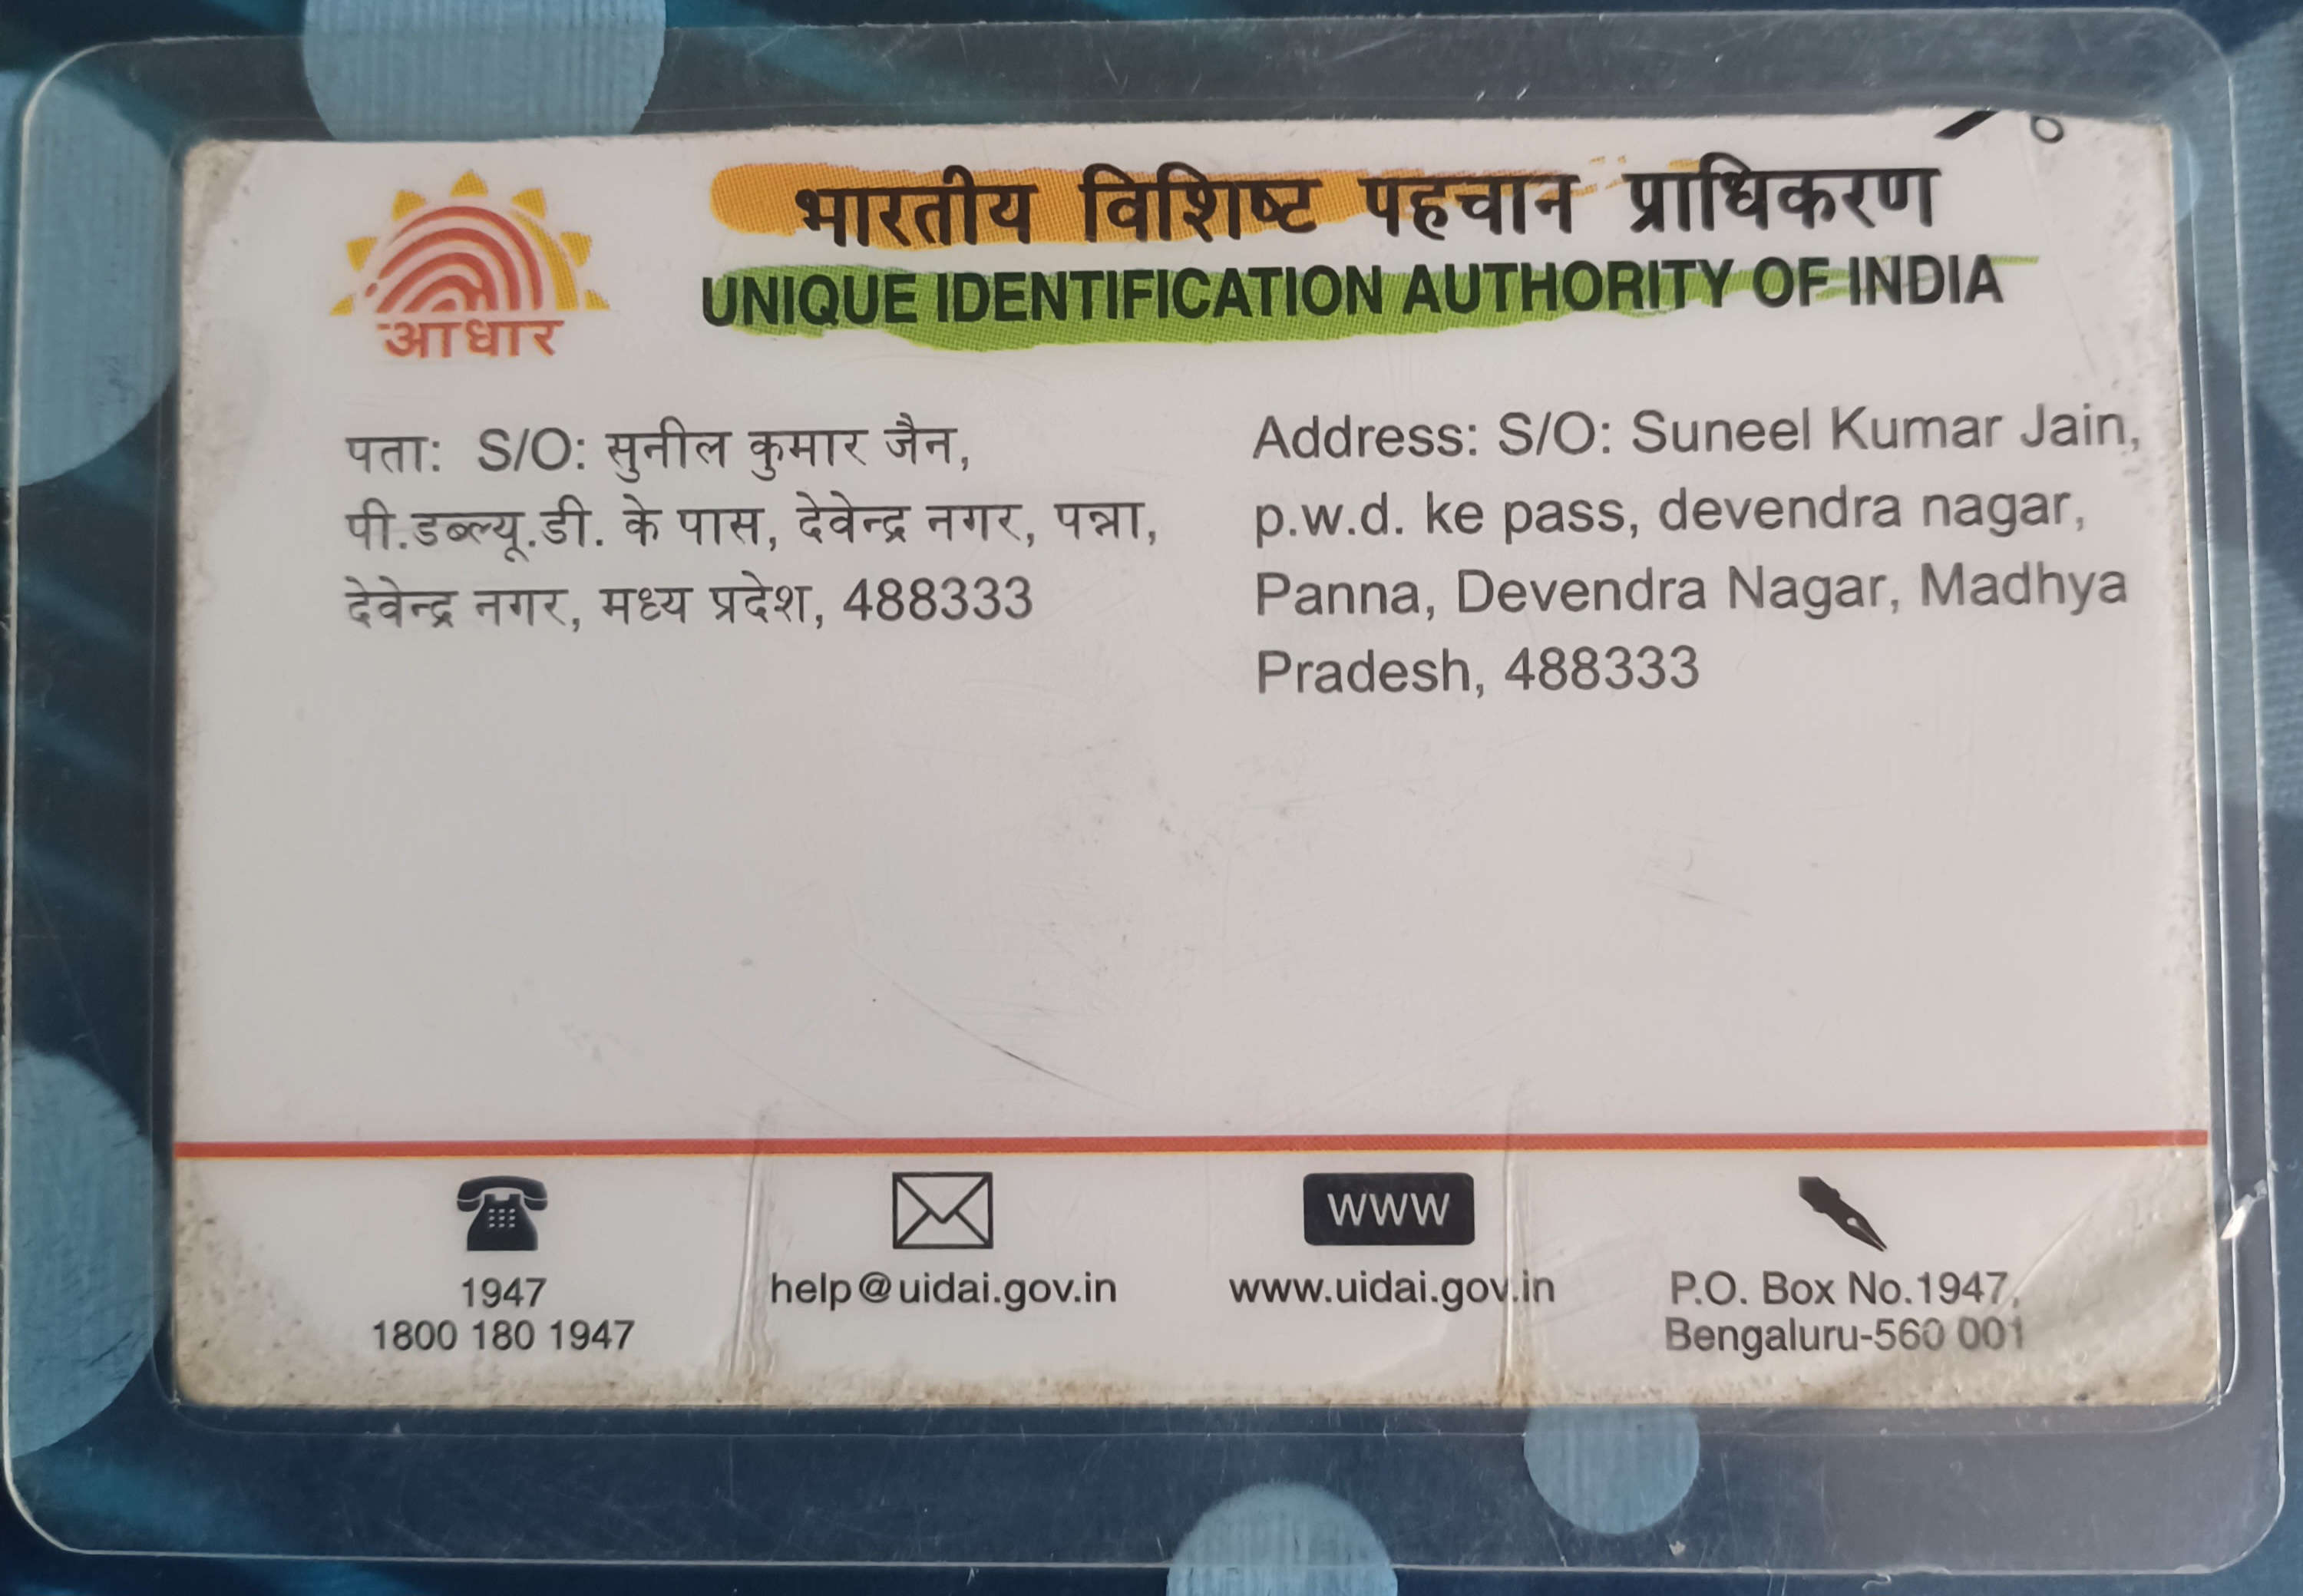 भारतीय विशिष्ट पहचान प्राधिकरण
UNIQUE IDENTIFICATION AUTHORITY OF INDIA
आधार
पता: S/O: सुनील कुमार जैन,
पी.डब्ल्यू.डी. के पास, देवेन्द्र नगर, पन्ना,
देवेन्द्र नगर, मध्य प्रदेश, 488333
Address: S/O: Suneel Kumar Jain,
p.w.d. ke pass, devendra nagar,
Panna, Devendra Nagar, Madhya
Pradesh, 488333
1947
1800 180 1947
help@uidai.gov.in
WWW
www.uidai.gov.in
P.O. Box No.1947,
Bengaluru-560 001